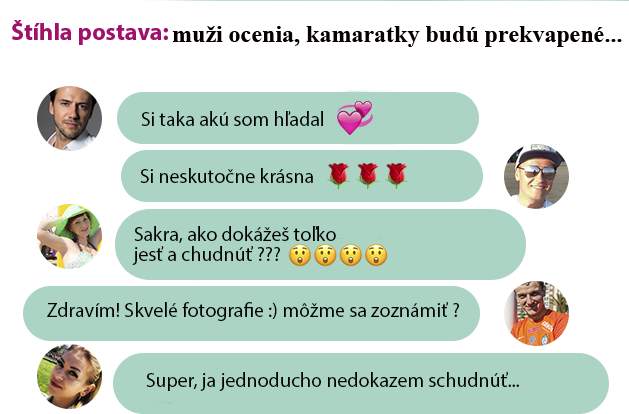 Štíhla postava: muži ocenia, kamaratky budú prekvapené...
Si taka akú som hľadal 💞
Si neskutočne krásna 🌹🌹🌹
Sakra, ako dokážeš toľko
jesť a chudnúť ??? 😲😲😲😲
Zdravím! Skvelé fotografie :) môžme sa zoznámiť ?
Super, ja jednoducho nedokazem schudnúť...